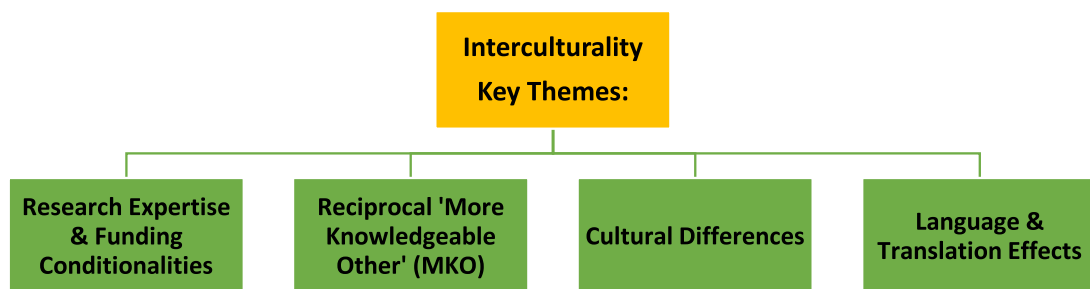 Interculturality
Key Themes:
Research Expertise
& Funding
Conditionalities
Reciprocal 'More
Knowledgeable
Other' (MKO)
Cultural Differences
Language &
Translation Effects